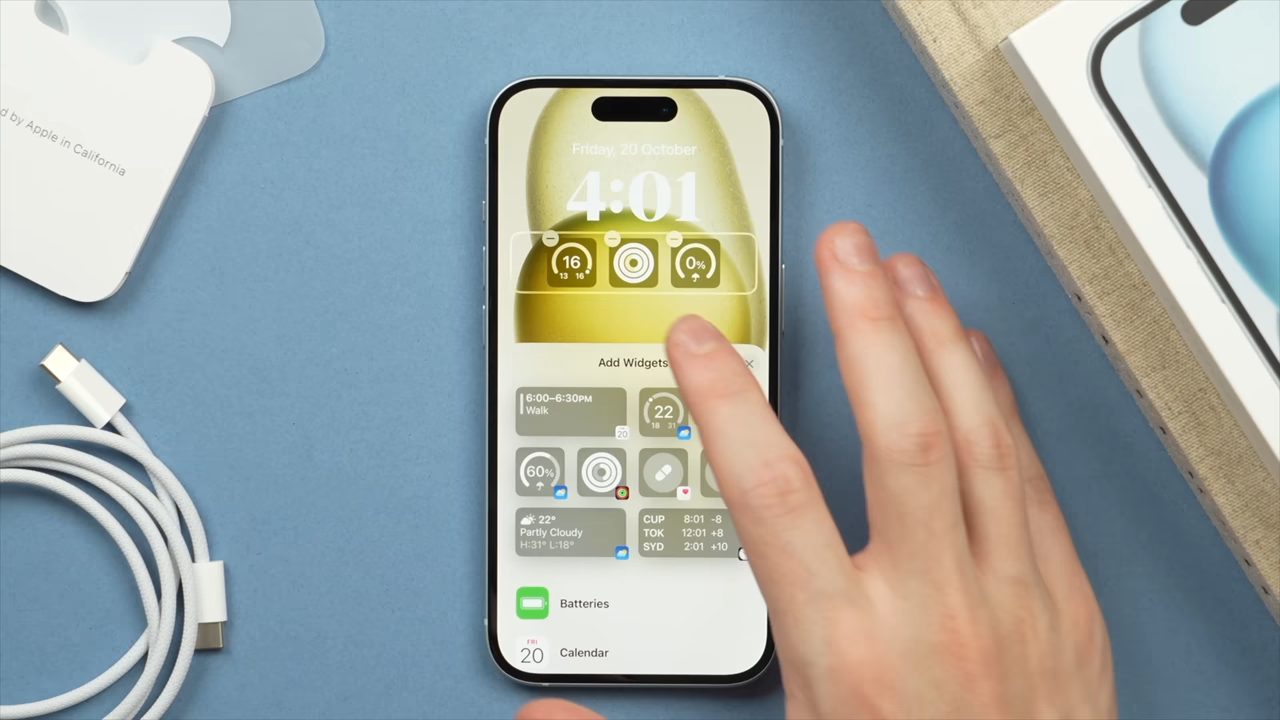 d by Apple in California
Friday, 20 October
4:01
16
13 16
0%
Add Widgets
6:00–6:30PM
Walk
20
22
18 31
60%
22°
Partly Cloudy
H:31° L:18°
CUP 8:01 -8
TOK 12:01 +8
SYD 2:01 +10
Batteries
FRI
20
Calendar